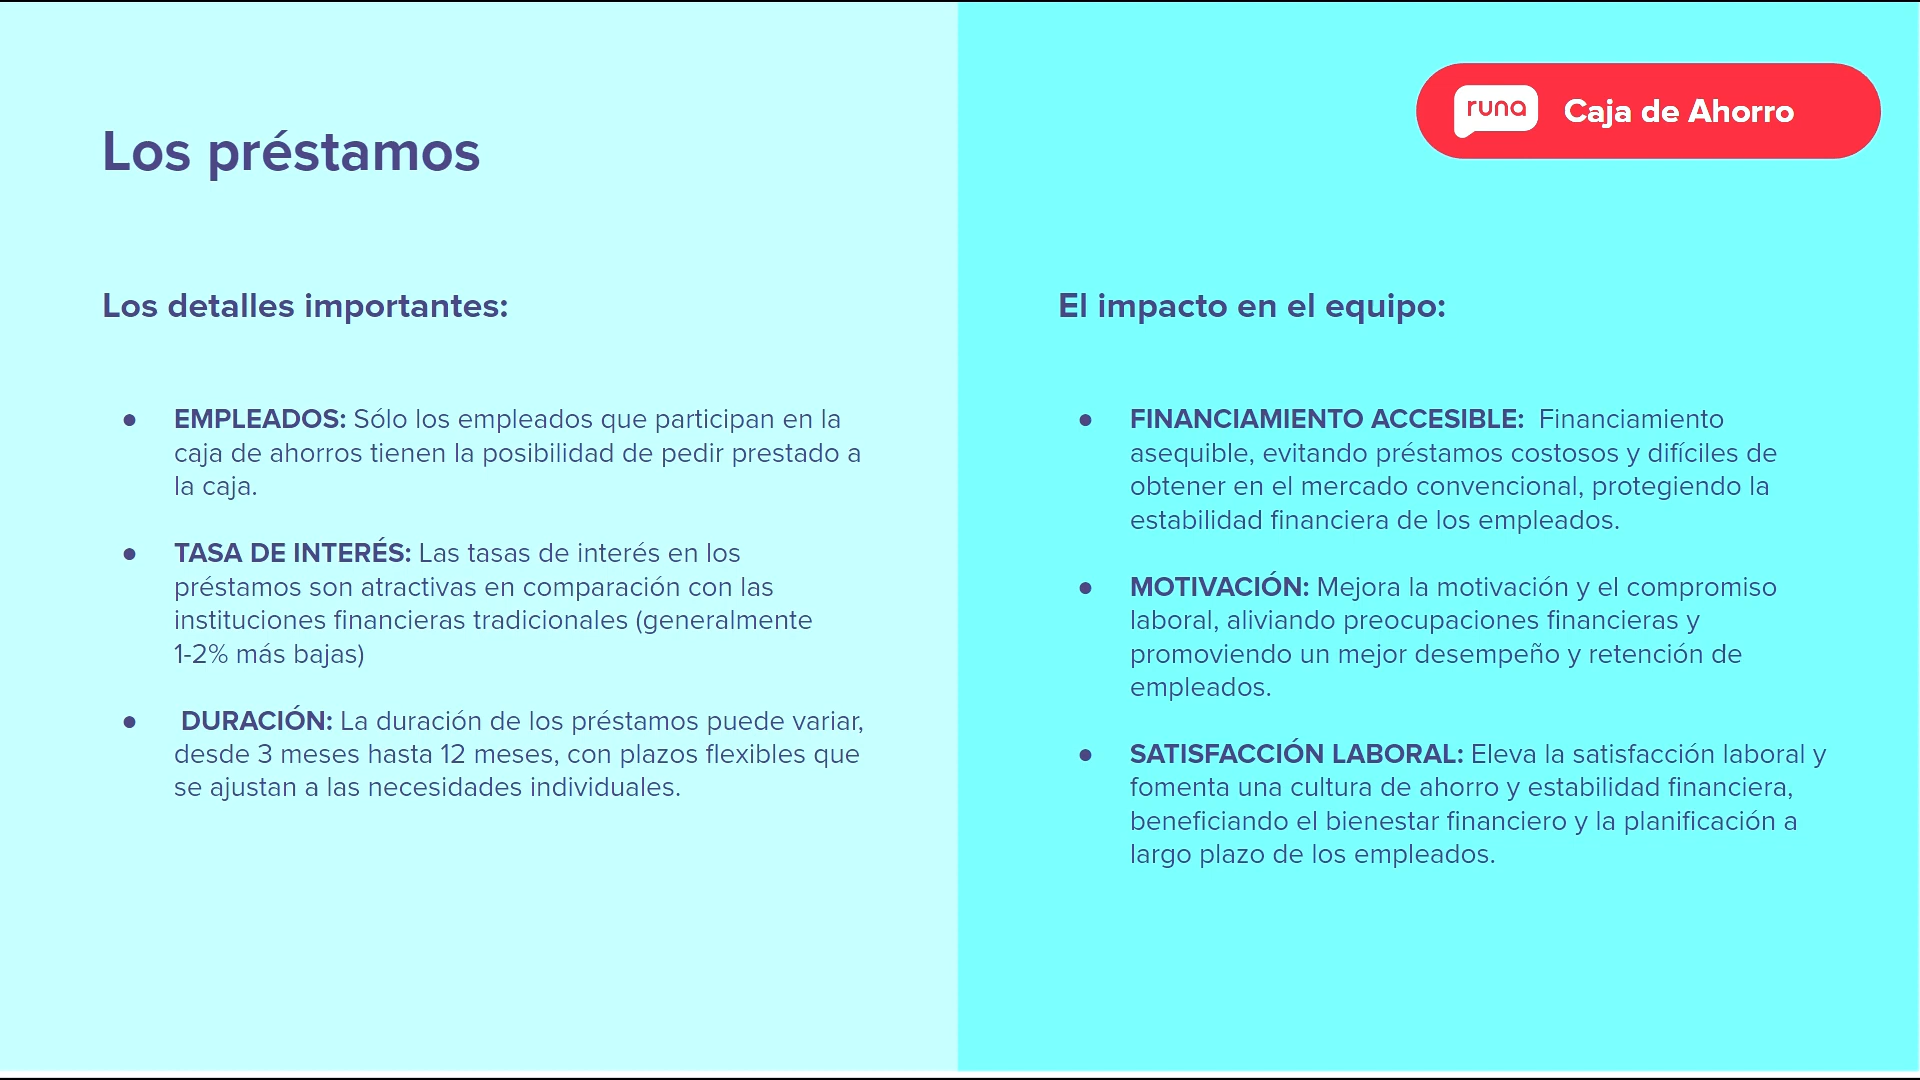 runa Caja de Ahorro
Los préstamos
Los detalles importantes:
● EMPLEADOS: Sólo los empleados que participan en la
caja de ahorros tienen la posibilidad de pedir prestado a
la caja.
● TASA DE INTERÉS: Las tasas de interés en los
préstamos son atractivas en comparación con las
instituciones financieras tradicionales (generalmente
1-2% más bajas)
● DURACIÓN: La duración de los préstamos puede variar,
desde 3 meses hasta 12 meses, con plazos flexibles que
se ajustan a las necesidades individuales.
El impacto en el equipo:
● FINANCIAMIENTO ACCESIBLE: Financiamiento
asequible, evitando préstamos costosos y difíciles de
obtener en el mercado convencional, protegiendo la
estabilidad financiera de los empleados.
● MOTIVACIÓN: Mejora la motivación y el compromiso
laboral, aliviando preocupaciones financieras y
promoviendo un mejor desempeño y retención de
empleados.
● SATISFACCIÓN LABORAL: Eleva la satisfacción laboral y
fomenta una cultura de ahorro y estabilidad financiera,
beneficiando el bienestar financiero y la planificación a
largo plazo de los empleados.